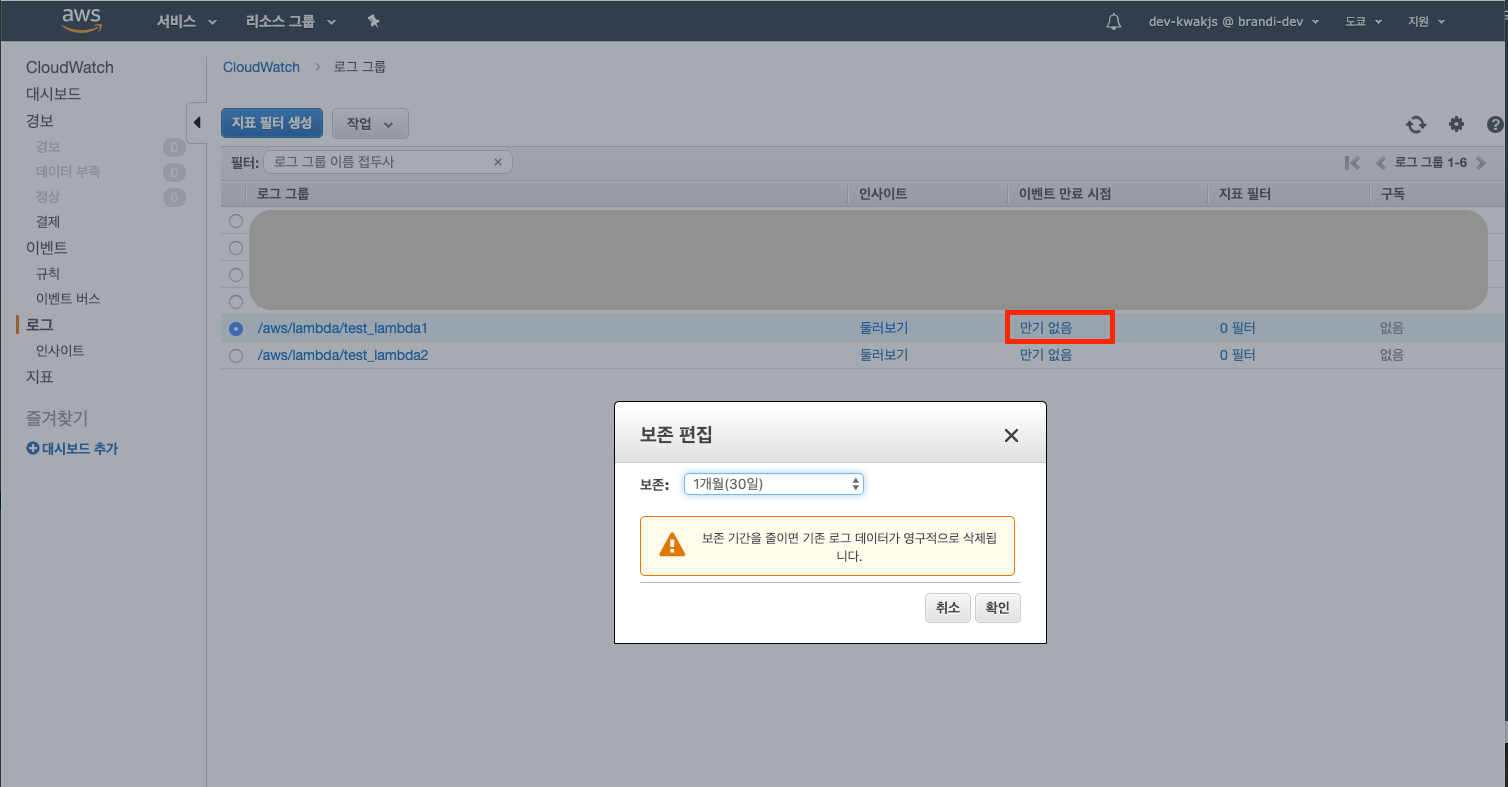 aws 서비스 리소스 그룹 dev-kwakjs @ brandi-dev 도쿄 지원
CloudWatch
대시보드
경보
경보 0
데이터 부족 0
정상 0
결제
이벤트
규칙
이벤트 버스
로그
인사이트
지표
즐겨찾기
대시보드 추가
CloudWatch > 로그 그룹
지표 필터 생성 작업
필터: 로그 그룹 이름 접두사 × 로그 그룹 1-6
로그 그룹 인사이트 이벤트 만료 시점 지표 필터 구독
/aws/lambda/test_lambda1 둘러보기 만기 없음 0 필터 없음
/aws/lambda/test_lambda2 둘러보기 만기 없음 0 필터 없음
보존 편집
보존: 1개월(30일)
보존 기간을 줄이면 기존 로그 데이터가 영구적으로 삭제됩
니다.
취소 확인